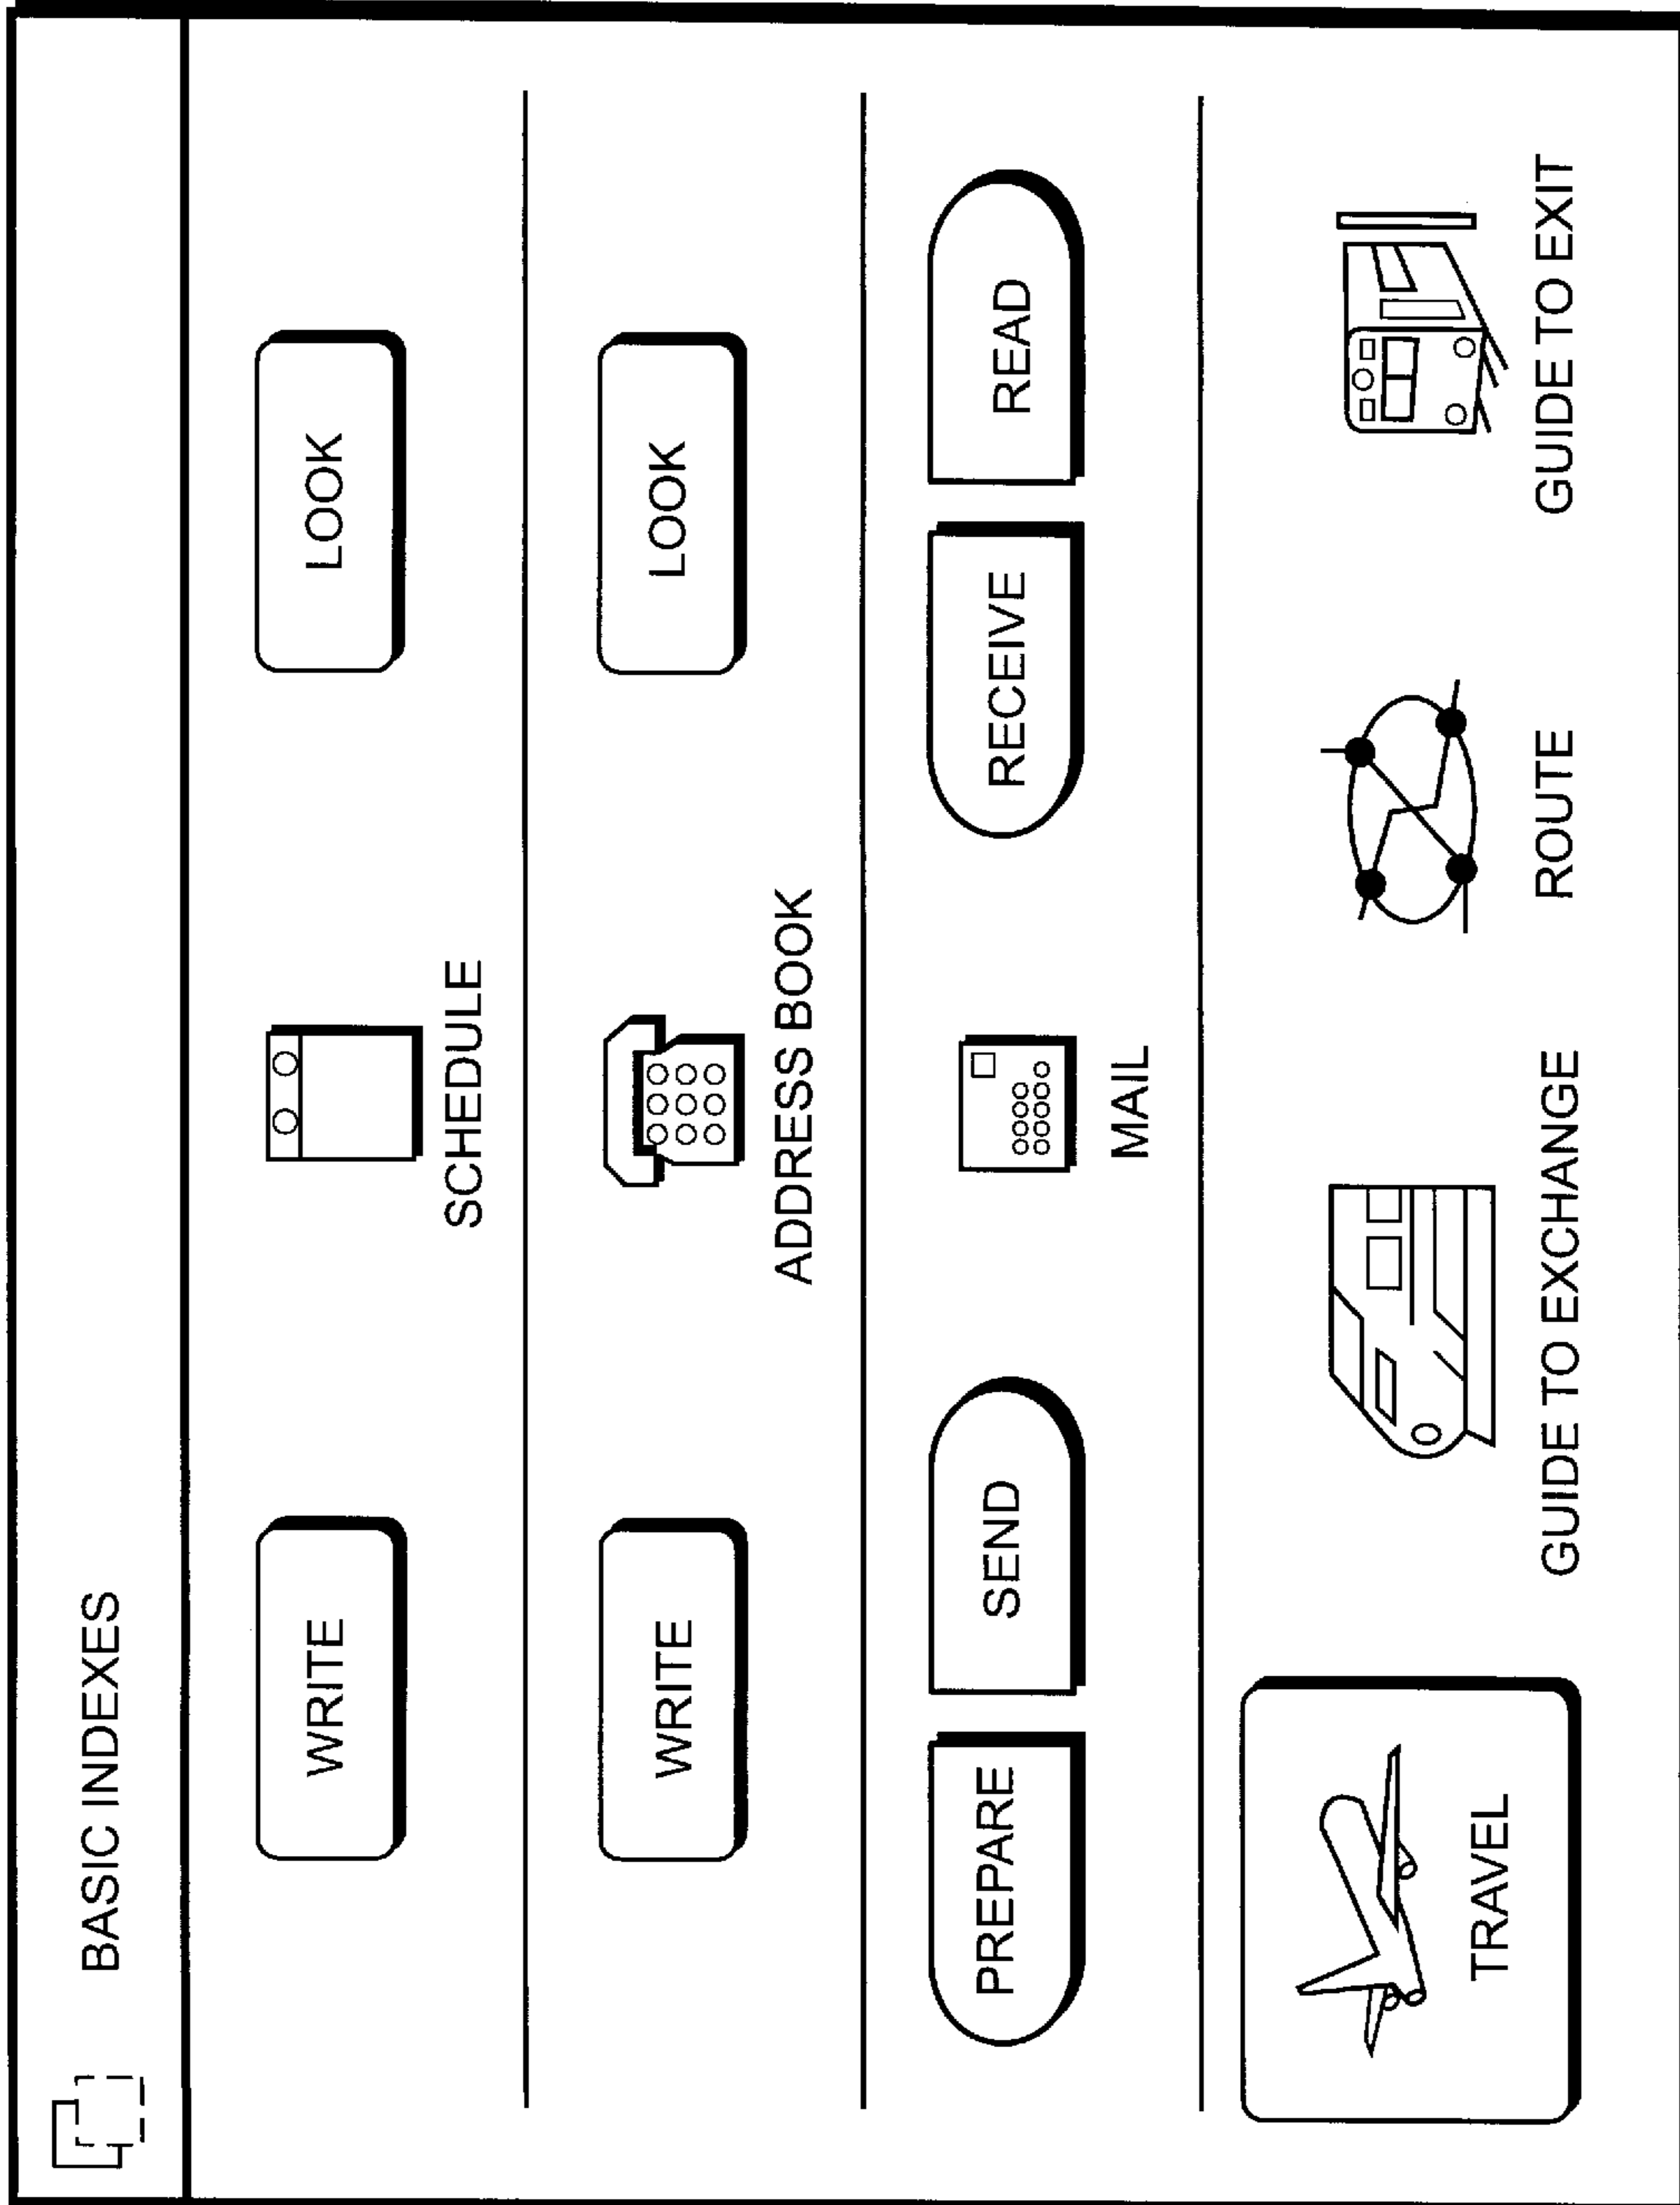 BASIC INDEXES
WRITE
SCHEDULE
LOOK
WRITE
ADDRESS BOOK
LOOK
PREPARE
SEND
MAIL
RECEIVE
READ
TRAVEL
GUIDE TO EXCHANGE
ROUTE
GUIDE TO EXIT